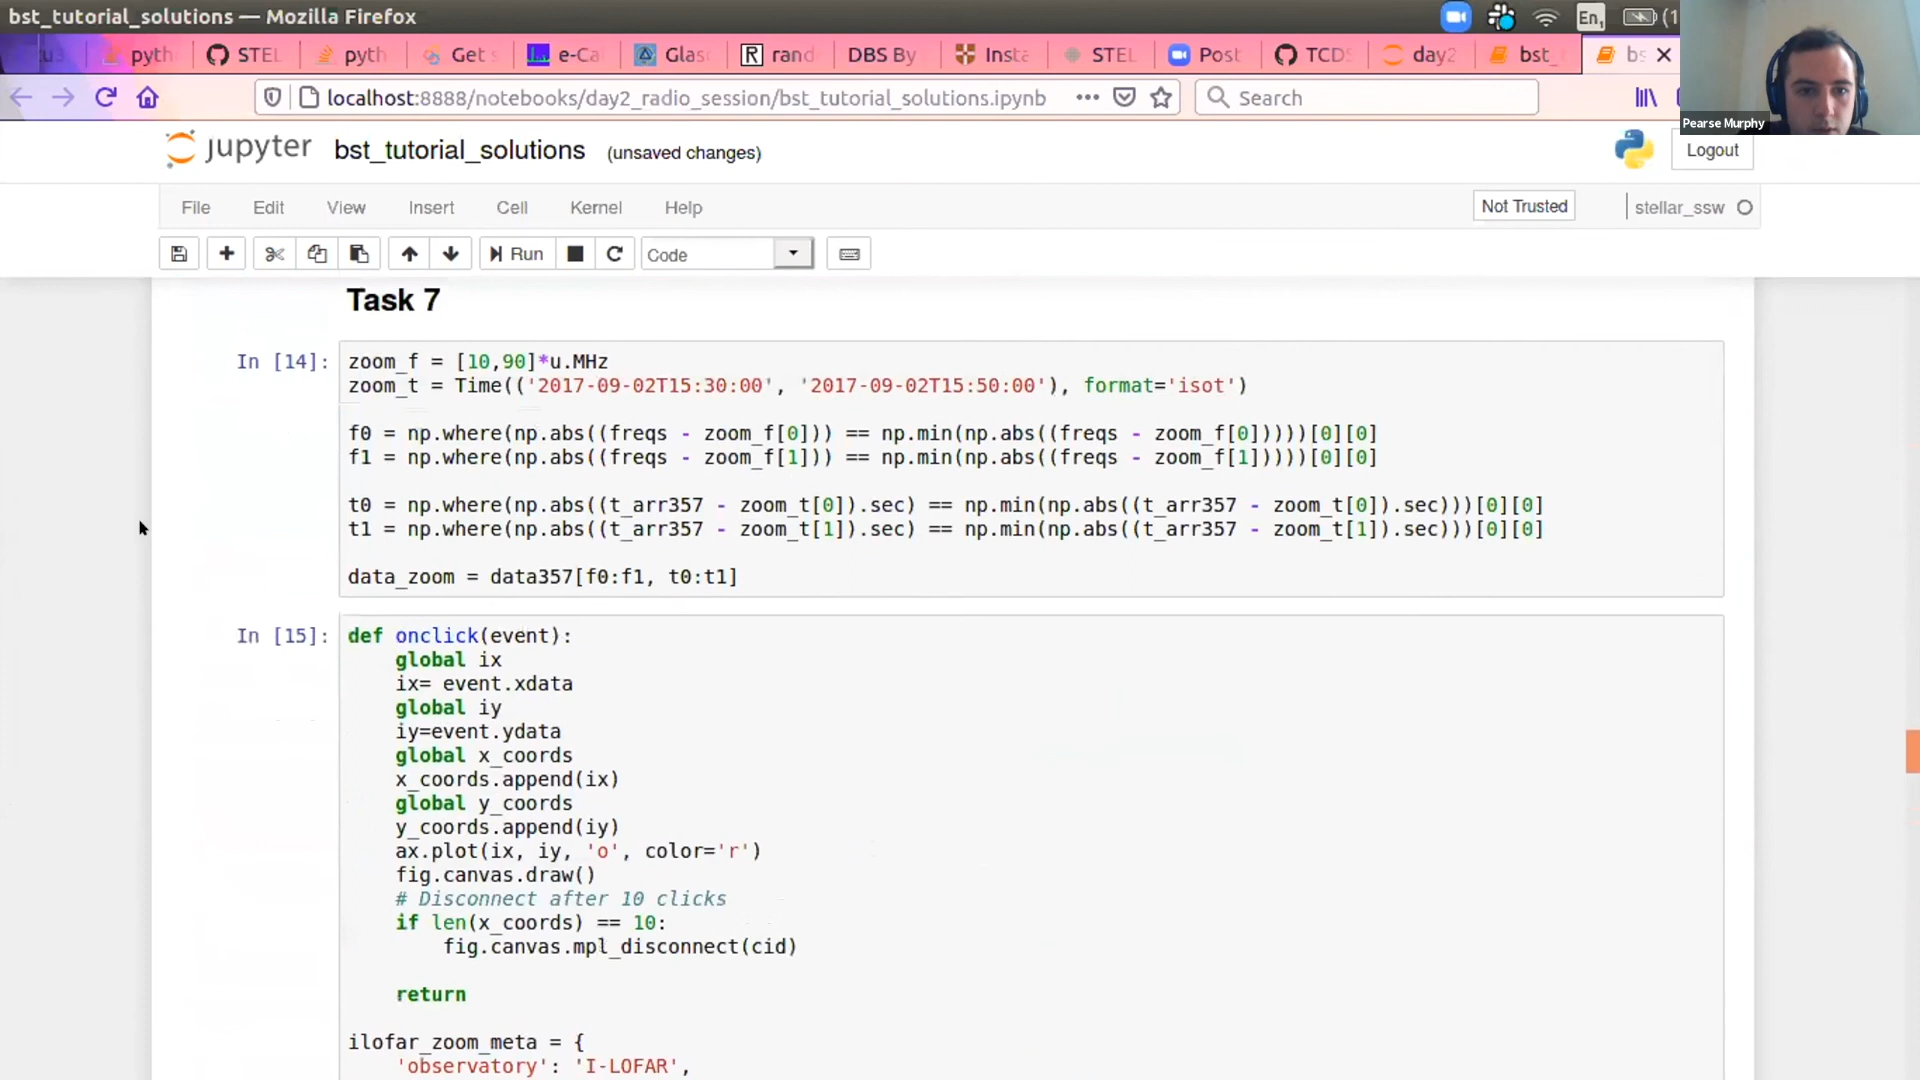 bst_tutorial_solutions — Mozilla Firefox
En1
(1
pyth
STEL
pyth
Get s
e-Ca
Glas
rand
DBS By
Insta
STEL
Post
TCDS
day2
bst_
bs
localhost:8888/notebooks/day2_radio_session/bst_tutorial_solutions.ipynb
Search
Pearse Murphy
jupyter
bst_tutorial_solutions
(unsaved changes)
Logout
File
Edit
View
Insert
Cell
Kernel
Help
Not Trusted
stellar_ssw
Run
Code
Task 7
In [14]:
zoom_f = [10,90]*u.MHz
zoom_t = Time(('2017-09-02T15:30:00', '2017-09-02T15:50:00'), format='isot')
f0 = np.where(np.abs((freqs - zoom_f[0])) == np.min(np.abs((freqs - zoom_f[0]))))[0][0]
f1 = np.where(np.abs((freqs - zoom_f[1])) == np.min(np.abs((freqs - zoom_f[1]))))[0][0]
t0 = np.where(np.abs((t_arr357 - zoom_t[0]).sec) == np.min(np.abs((t_arr357 - zoom_t[0]).sec)))[0][0]
t1 = np.where(np.abs((t_arr357 - zoom_t[1]).sec) == np.min(np.abs((t_arr357 - zoom_t[1]).sec)))[0][0]
data_zoom = data357[f0:f1, t0:t1]
In [15]:
def onclick(event):
    global ix
    ix= event.xdata
    global iy
    iy=event.ydata
    global x_coords
    x_coords.append(ix)
    global y_coords
    y_coords.append(iy)
    ax.plot(ix, iy, 'o', color='r')
    fig.canvas.draw()
    # Disconnect after 10 clicks
    if len(x_coords) == 10:
        fig.canvas.mpl_disconnect(cid)
    return
ilofar_zoom_meta = {
    'observatory': 'I-LOFAR',